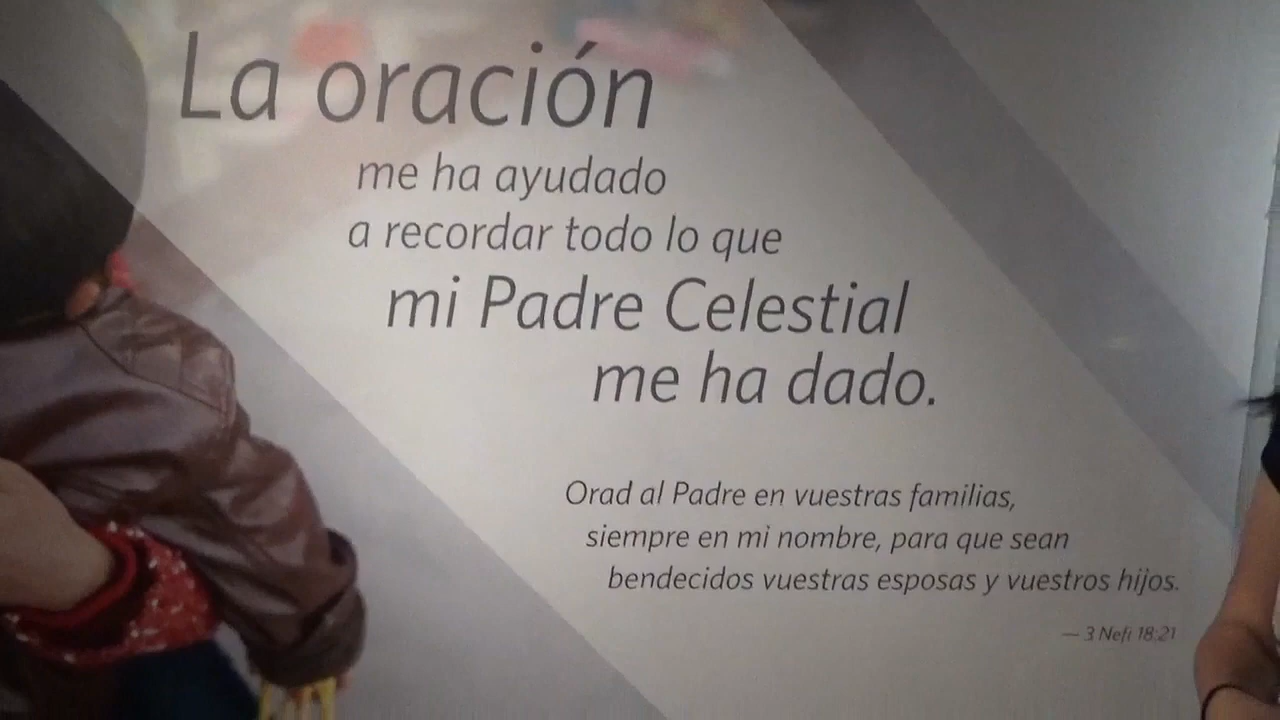 La oración
me ha ayudado
a recordar todo lo que
mi Padre Celestial
me ha dado.
Orad al Padre en vuestras familias,
siempre en mi nombre, para que sean
bendecidos vuestras esposas y vuestros hijos.
— 3 Nefi 18:21